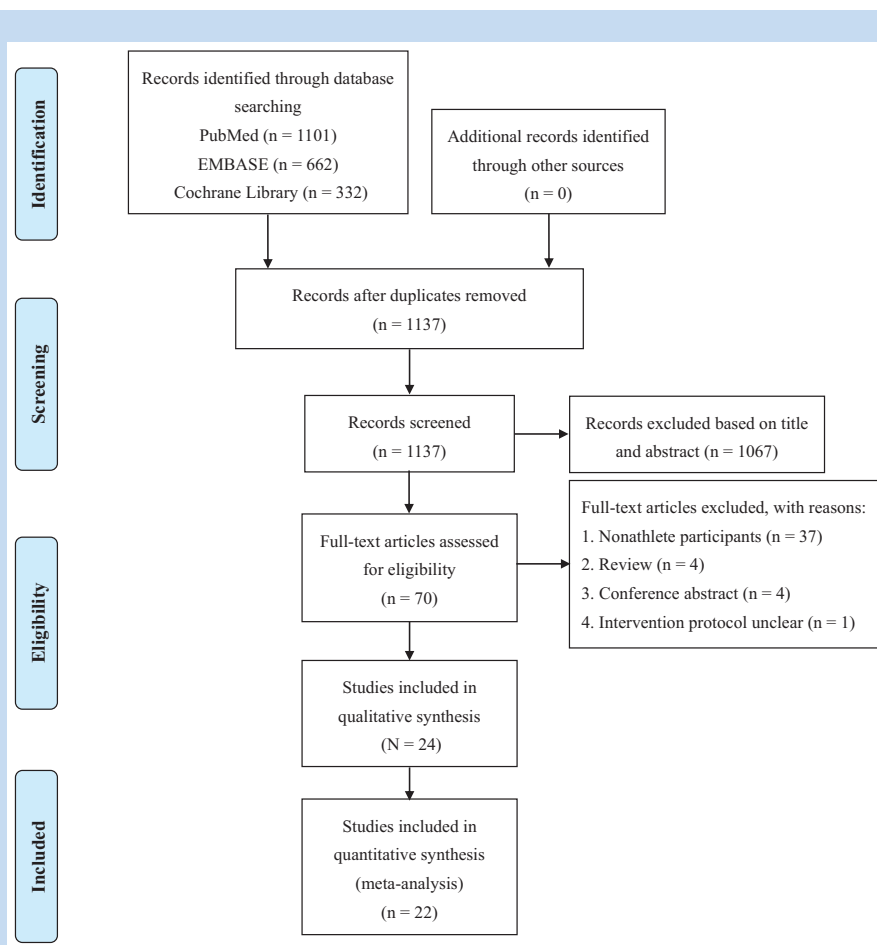 Identification
Records identified through database
searching
PubMed (n = 1101)
EMBASE (n = 662)
Cochrane Library (n = 332)
Additional records identified
through other sources
(n = 0)
Records after duplicates removed
(n = 1137)
Screening
Records screened
(n = 1137)
Records excluded based on title
and abstract (n = 1067)
Eligibility
Full-text articles assessed
for eligibility
(n = 70)
Full-text articles excluded, with reasons:
1. Nonathlete participants (n = 37)
2. Review (n = 4)
3. Conference abstract (n = 4)
4. Intervention protocol unclear (n = 1)
Studies included in
qualitative synthesis
(N = 24)
Included
Studies included in
quantitative synthesis
(meta-analysis)
(n = 22)